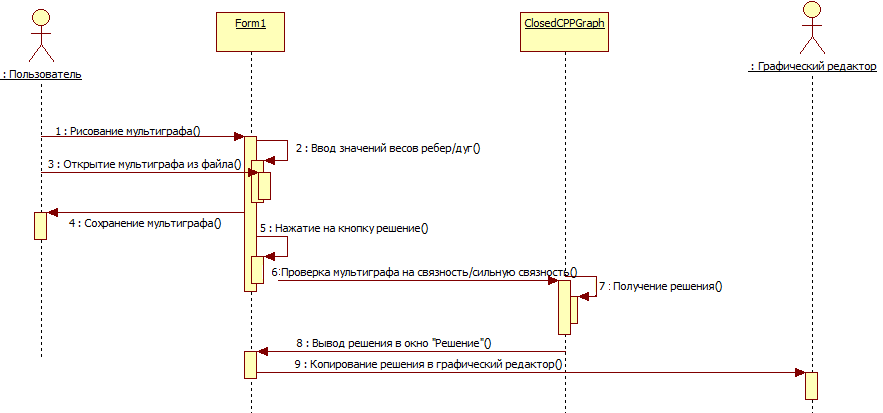 Form1
ClosedCPPGraph
: Пользователь
: Графический редактор
1 : Рисование мультиграфа()
2 : Ввод значений весов ребер/дуг()
3 : Открытие мультиграфа из файла()
4 : Сохранение мультиграфа()
5 : Нажатие на кнопку решение()
6 :Проверка мультиграфа на связность/сильную связность()
7 : Получение решения()
8 : Вывод решения в окно "Решение"()
9 : Копирование решения в графический редактор()